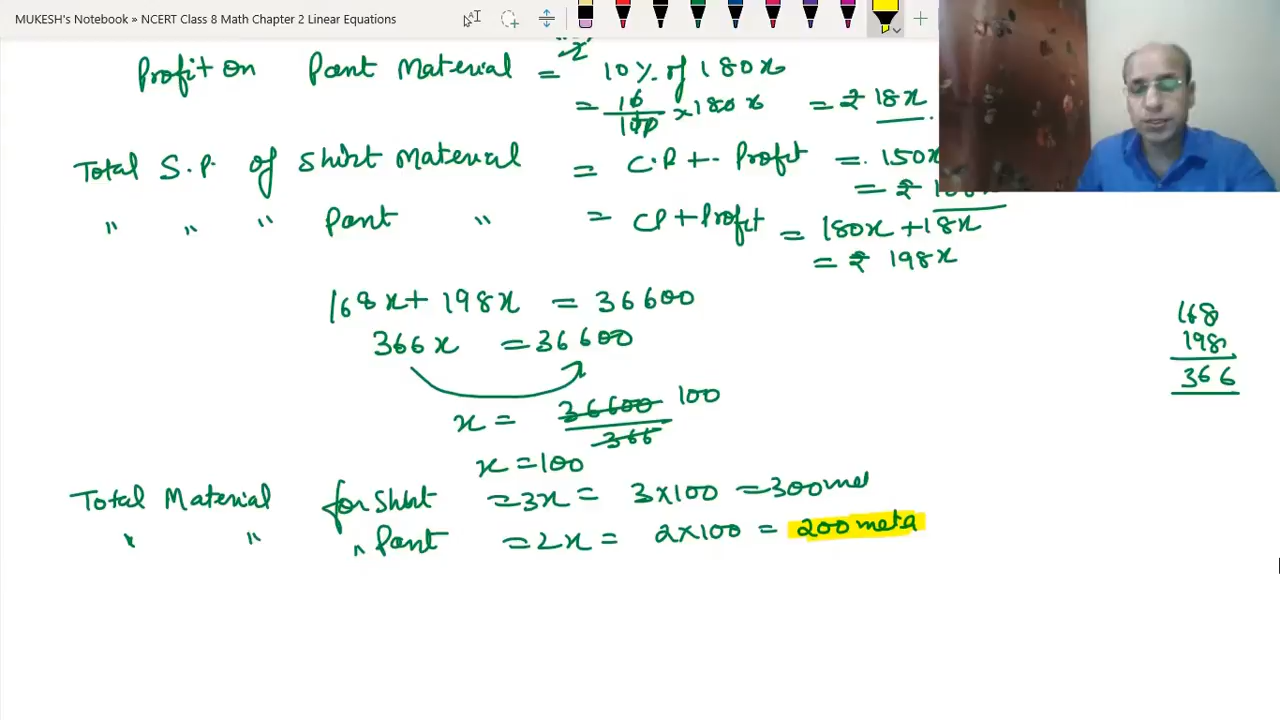 MUKESH's Notebook » NCERT Class 8 Math Chapter 2 Linear Equations
Profit on Pant Material = 10% of 180x
= 10/100 × 180x = ₹ 18x
Total S.P. of Shirt Material = C.P + Profit = 150x
= ₹
" " " Pant " = CP + Profit = 180x + 18x
= ₹ 198x
168x + 198x = 36600
366x = 36600
x = 36600/366 100
x = 100
Total Material for Shirt = 3x = 3×100 = 300 met
" " " Pant = 2x = 2×100 = 200 meta
168
198
366